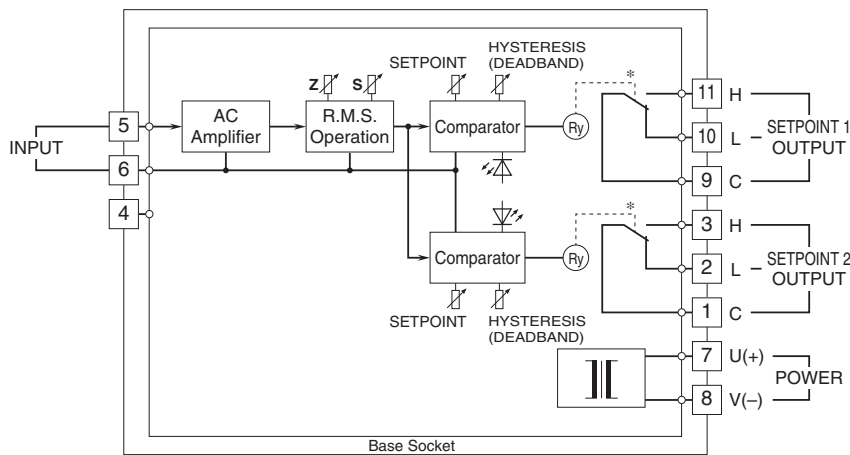 SETPOINT
HYSTERESIS
(DEADBAND)
*
11
H
Z
S
5
AC
Amplifier
R.M.S.
Operation
Comparator
Ry
10
L
SETPOINT 1
OUTPUT
INPUT
6
9
C
4
*
3
H
Comparator
Ry
2
L
SETPOINT 2
OUTPUT
SETPOINT
HYSTERESIS
(DEADBAND)
1
C
7
U(+)
POWER
8
V(–)
Base Socket